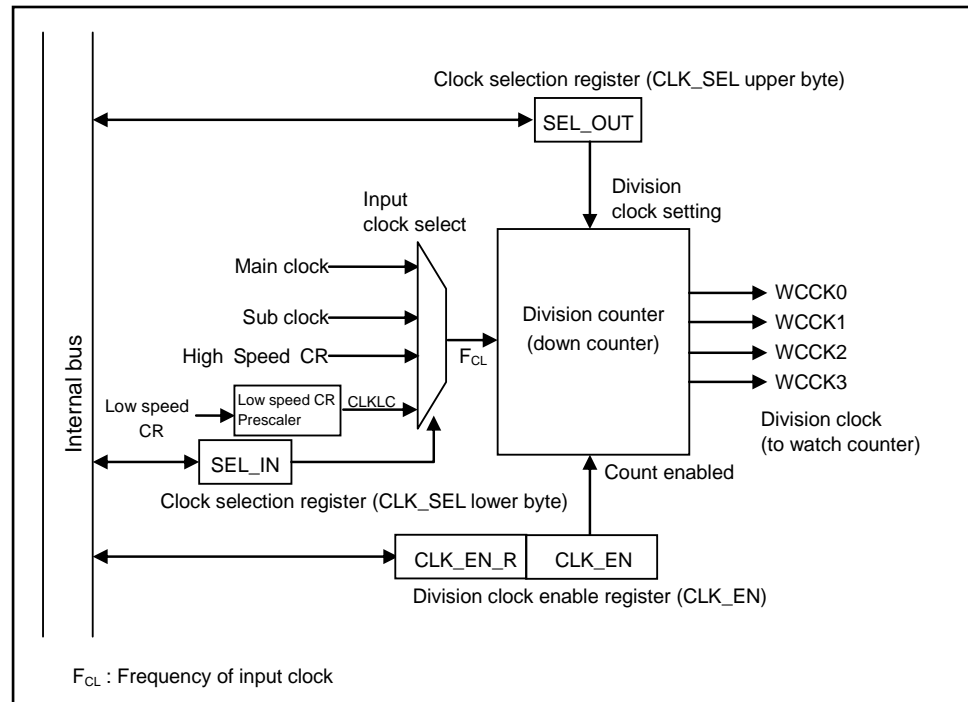 Clock selection register (CLK_SEL upper byte)
SEL_OUT
Division
clock setting
Input
clock select
Main clock
Sub clock
High Speed CR
Low speed
CR
Low speed CR
Prescaler
CLKLC
F_CL
Division counter
(down counter)
WCCK0
WCCK1
WCCK2
WCCK3
Division clock
(to watch counter)
Internal bus
SEL_IN
Clock selection register (CLK_SEL lower byte)
Count enabled
CLK_EN_R
CLK_EN
Division clock enable register (CLK_EN)
F_CL : Frequency of input clock